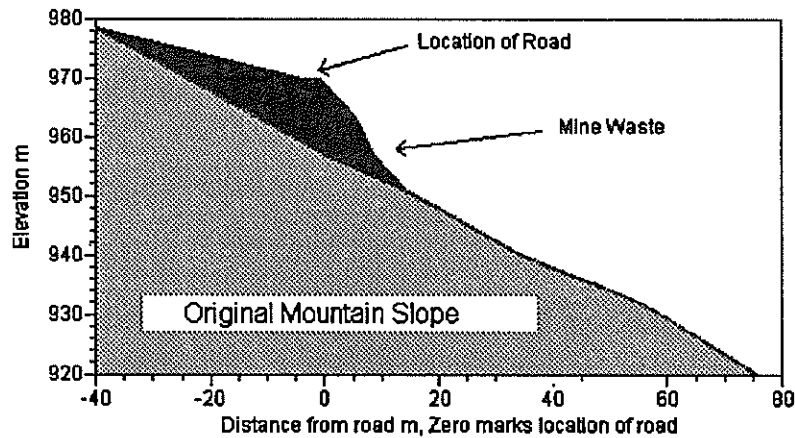 980
970
960
950
940
930
920
Elevation m
Location of Road
Mine Waste
Original Mountain Slope
-40
-20
0
20
40
60
80
Distance from road m, Zero marks location of road